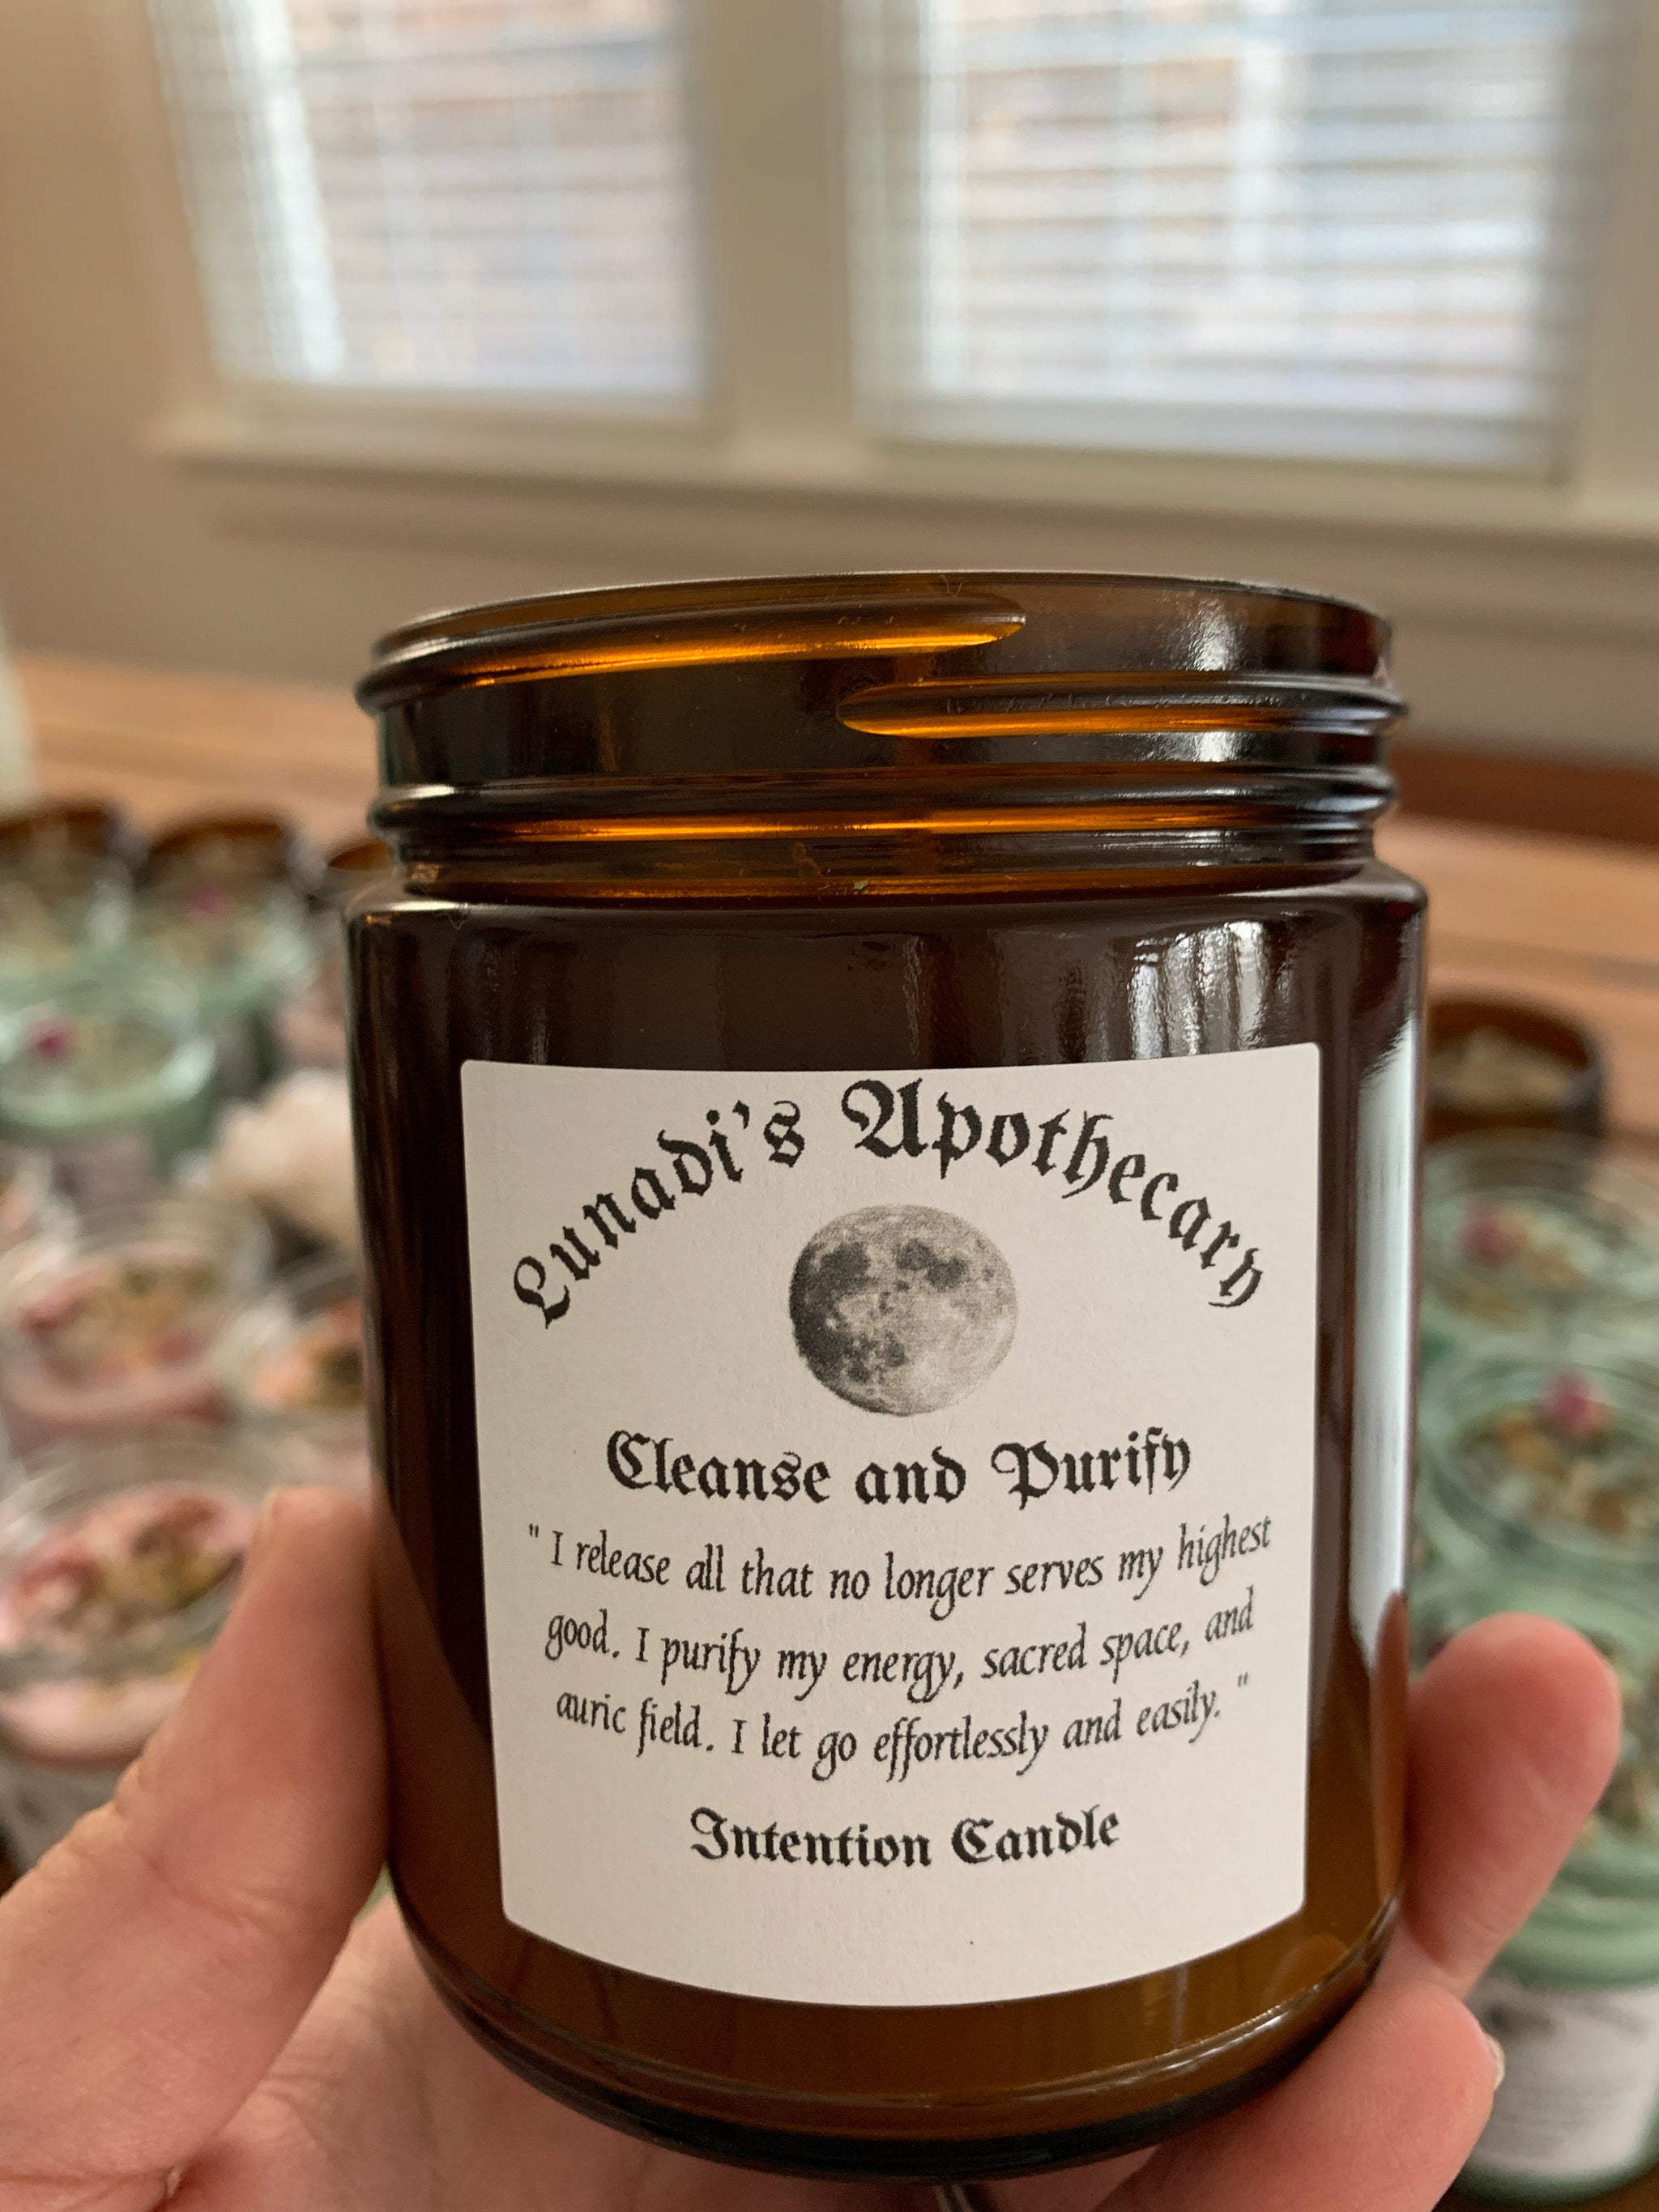 Lunadi's Apothecary
Cleanse and Purify
" I release all that no longer serves my highest
good. I purify my energy, sacred space, and
auric field. I let go effortlessly and easily. "
Intention Candle